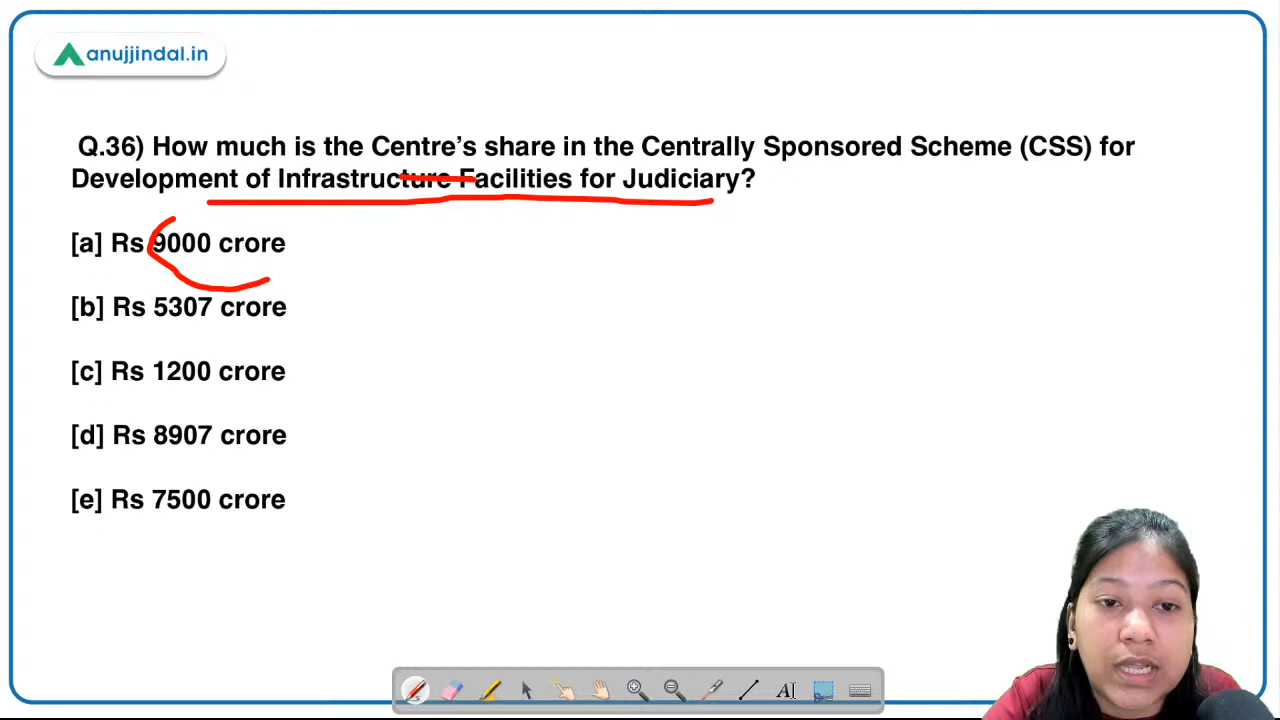 anujjindal.in
Q.36) How much is the Centre’s share in the Centrally Sponsored Scheme (CSS) for
Development of Infrastructure Facilities for Judiciary?
[a] Rs 9000 crore
[b] Rs 5307 crore
[c] Rs 1200 crore
[d] Rs 8907 crore
[e] Rs 7500 crore
A